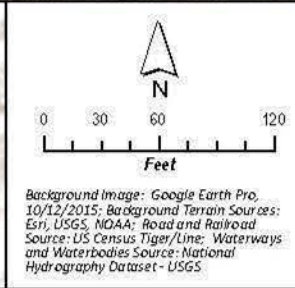 N
0 30 60 120
Feet
Background Image: Google Earth Pro,
10/12/2015; Background Terrain Sources:
Esri, USGS, NOAA; Road and Railroad
Source: US Census Tiger/Line; Waterways
and Waterbodies Source: National
Hydrography Dataset - USGS